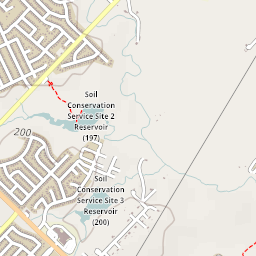 Soil
Conservation
Service Site 2
Reservoir
(197)
200
Soil
Conservation
Service Site 3
Reservoir
(200)